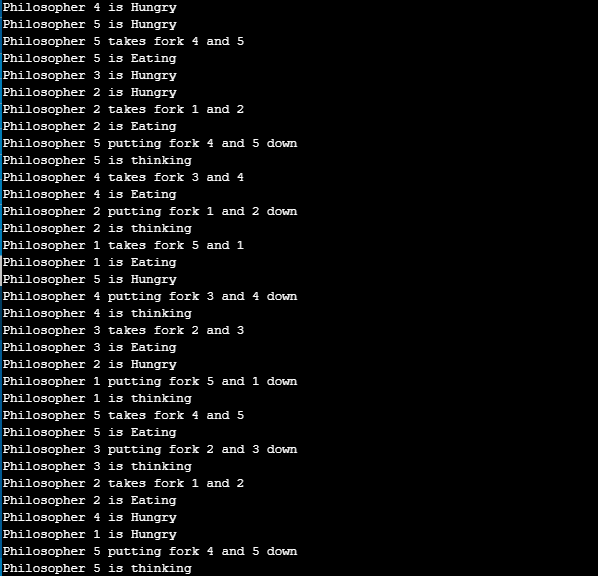 Philosopher 4 is Hungry
Philosopher 5 is Hungry
Philosopher 5 takes fork 4 and 5
Philosopher 5 is Eating
Philosopher 3 is Hungry
Philosopher 2 is Hungry
Philosopher 2 takes fork 1 and 2
Philosopher 2 is Eating
Philosopher 5 putting fork 4 and 5 down
Philosopher 5 is thinking
Philosopher 4 takes fork 3 and 4
Philosopher 4 is Eating
Philosopher 2 putting fork 1 and 2 down
Philosopher 2 is thinking
Philosopher 1 takes fork 5 and 1
Philosopher 1 is Eating
Philosopher 5 is Hungry
Philosopher 4 putting fork 3 and 4 down
Philosopher 4 is thinking
Philosopher 3 takes fork 2 and 3
Philosopher 3 is Eating
Philosopher 2 is Hungry
Philosopher 1 putting fork 5 and 1 down
Philosopher 1 is thinking
Philosopher 5 takes fork 4 and 5
Philosopher 5 is Eating
Philosopher 3 putting fork 2 and 3 down
Philosopher 3 is thinking
Philosopher 2 takes fork 1 and 2
Philosopher 2 is Eating
Philosopher 4 is Hungry
Philosopher 1 is Hungry
Philosopher 5 putting fork 4 and 5 down
Philosopher 5 is thinking